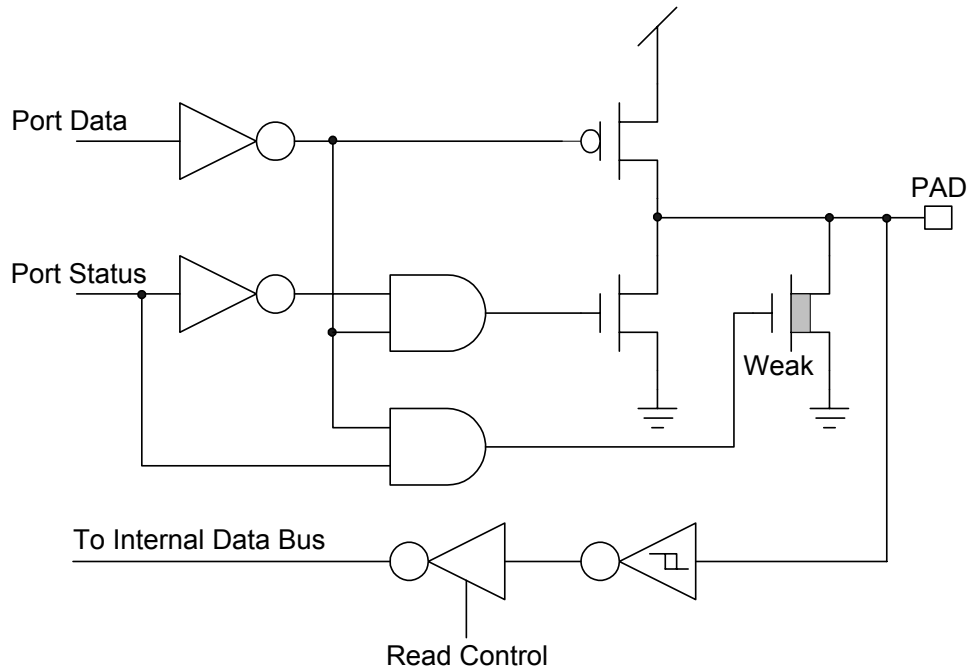 Port Data
PAD
Port Status
Weak
To Internal Data Bus
Read Control